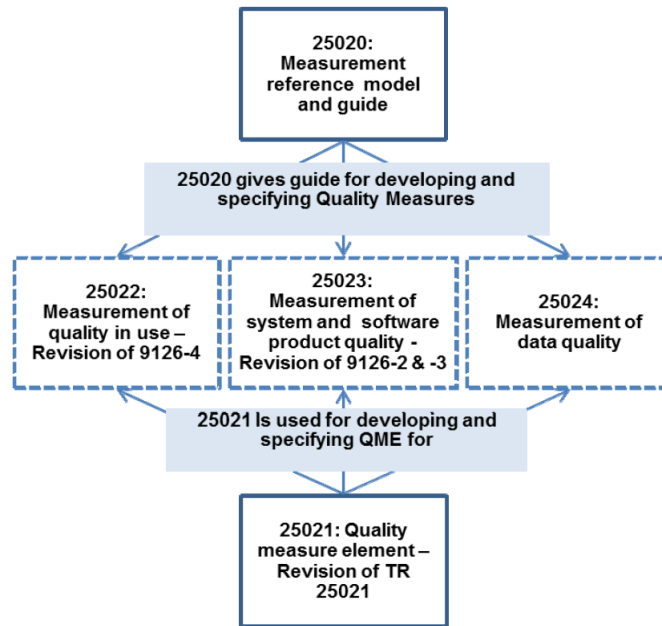 25020:
Measurement
reference model
and guide
25020 gives guide for developing and
specifying Quality Measures
25022:
Measurement of
quality in use –
Revision of 9126-4
25023:
Measurement of
system and software
product quality -
Revision of 9126-2 & -3
25024:
Measurement of
data quality
25021 Is used for developing and
specifying QME for
25021: Quality
measure element –
Revision of TR
25021